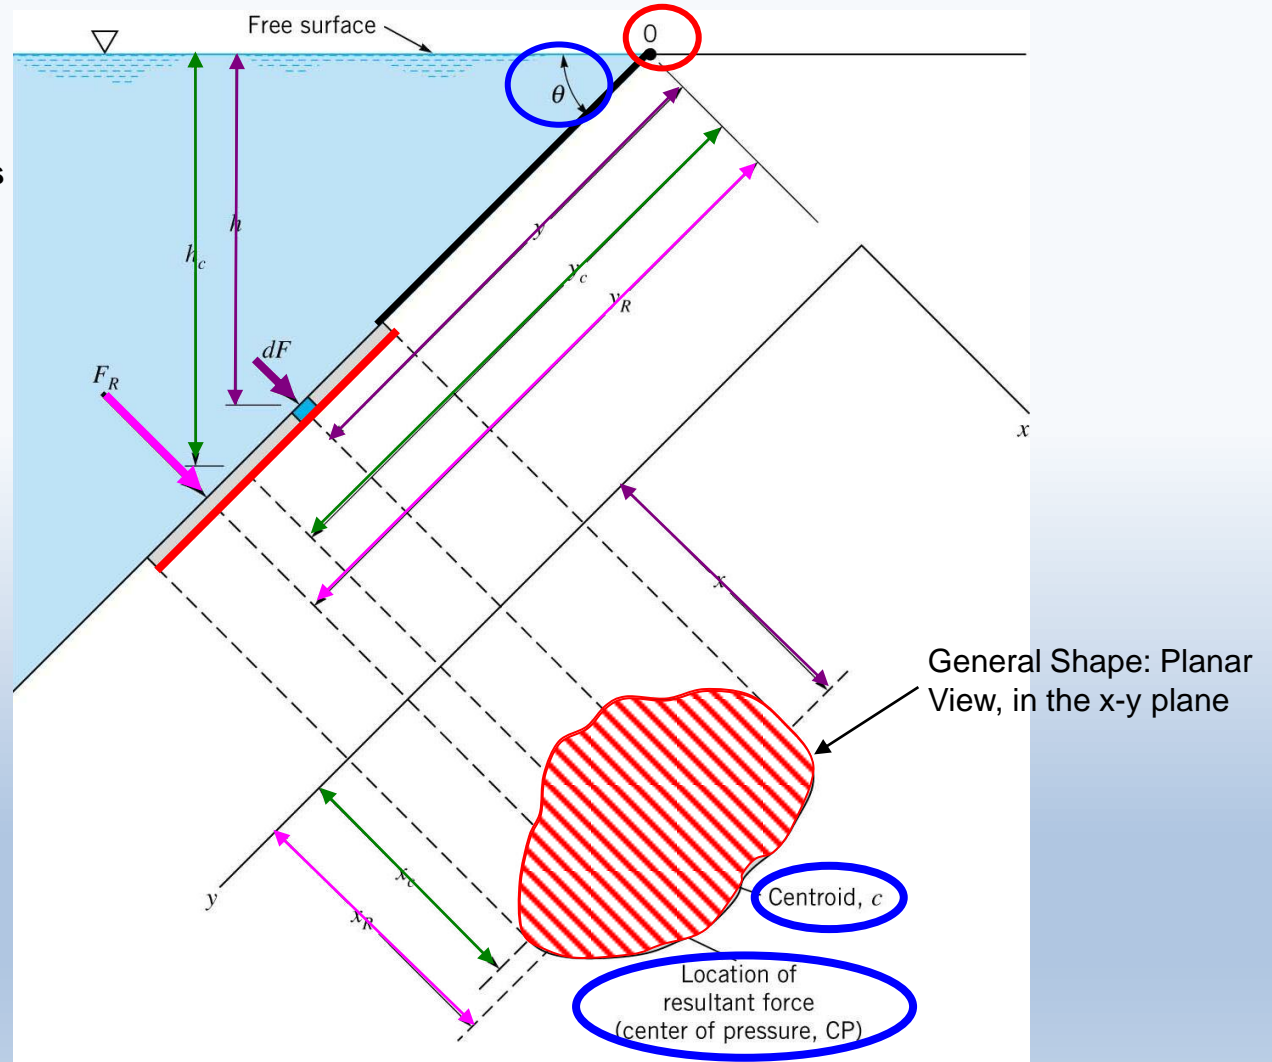 Free surface
0
θ
s
h
h_c
y
y_c
y_R
dF
F_R
x
x
General Shape: Planar
View, in the x-y plane
x_c
y
x_R
Centroid, c
Location of
resultant force
(center of pressure, CP)